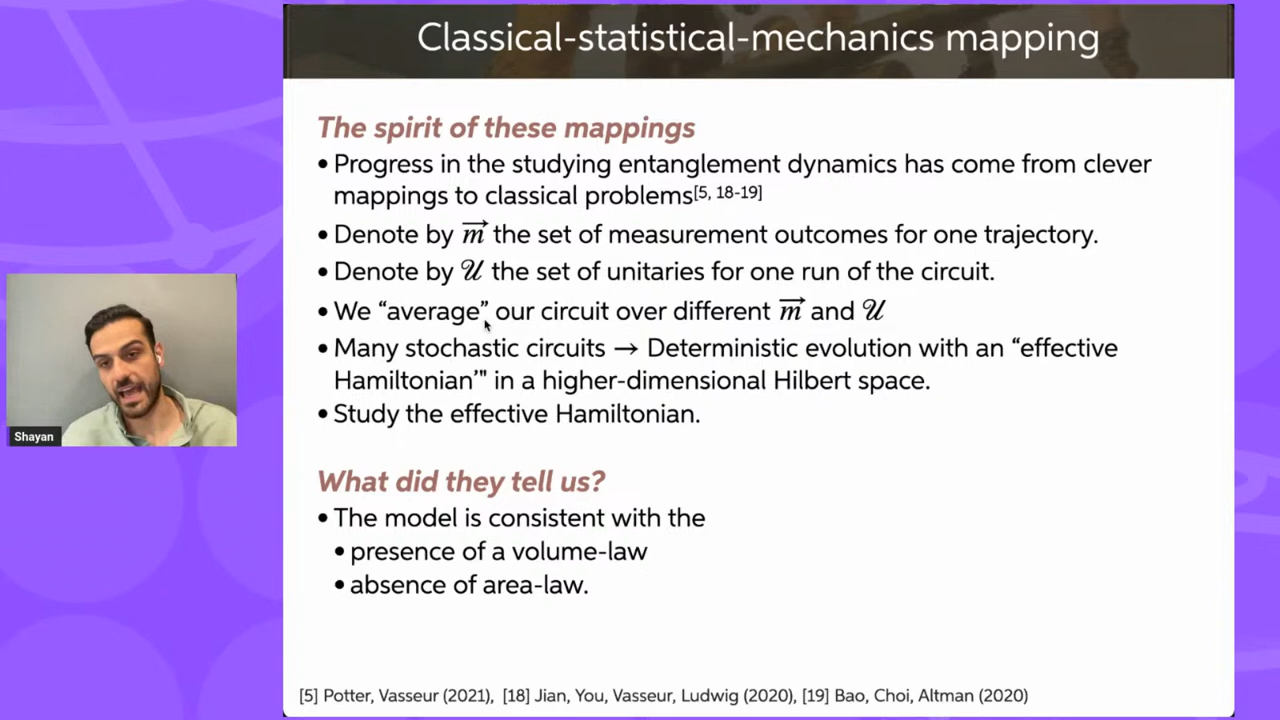 Classical-statistical-mechanics mapping
The spirit of these mappings
• Progress in the studying entanglement dynamics has come from clever
mappings to classical problems[5, 18-19]
• Denote by m⃗ the set of measurement outcomes for one trajectory.
• Denote by 𝒰 the set of unitaries for one run of the circuit.
• We “average” our circuit over different m⃗ and 𝒰
• Many stochastic circuits → Deterministic evolution with an “effective
Hamiltonian’" in a higher-dimensional Hilbert space.
• Study the effective Hamiltonian.
What did they tell us?
• The model is consistent with the
• presence of a volume-law
• absence of area-law.
[5] Potter, Vasseur (2021), [18] Jian, You, Vasseur, Ludwig (2020), [19] Bao, Choi, Altman (2020)
Shayan